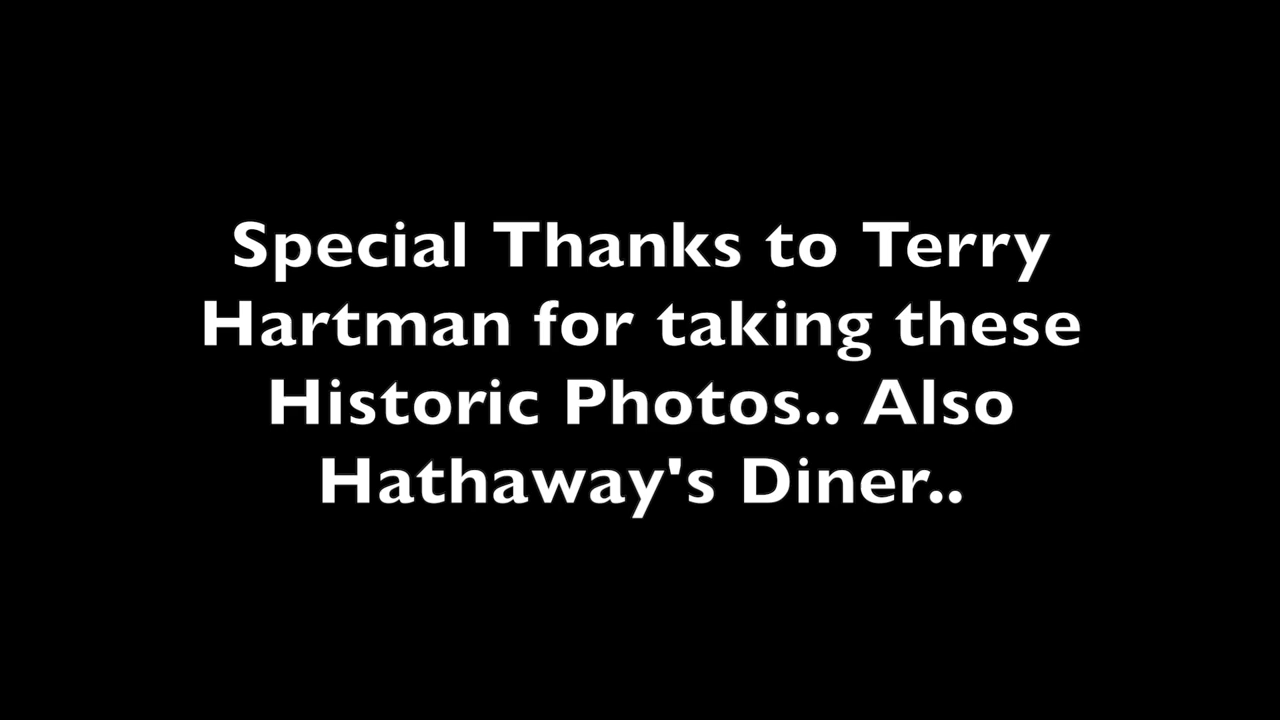 Special Thanks to Terry
Hartman for taking these
Historic Photos.. Also
Hathaway's Diner..